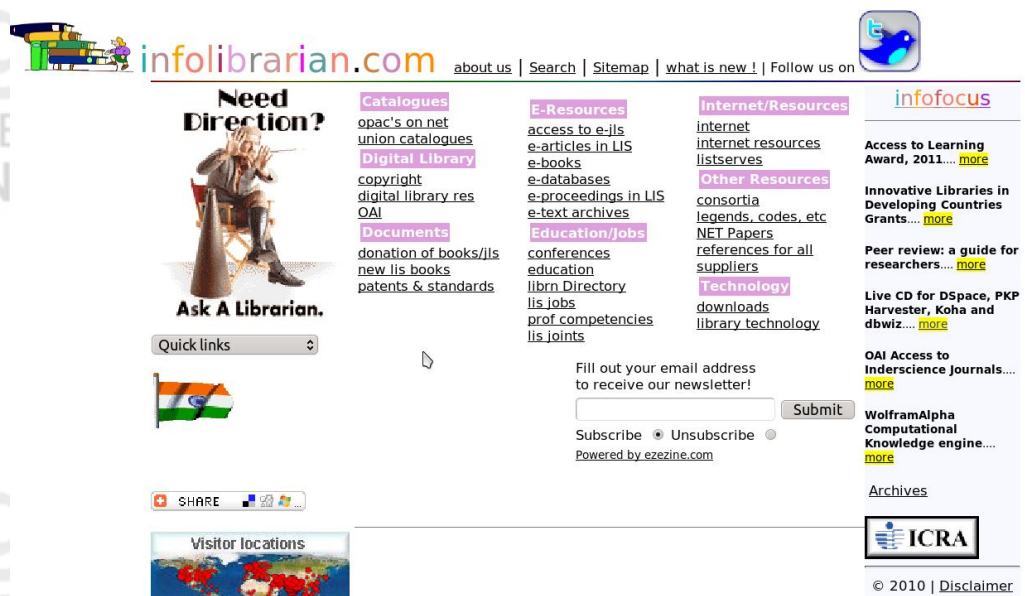 infolibrarian.com
about us | Search | Sitemap | what is new ! | Follow us on
Need
Direction?
Ask A Librarian.
Quick links
SHARE
...
Visitor locations
Catalogues
opac's on net
union catalogues
Digital Library
copyright
digital library res
OAI
Documents
donation of books/jls
new lis books
patents & standards
E-Resources
access to e-jls
e-articles in LIS
e-books
e-databases
e-proceedings in LIS
e-text archives
Education/Jobs
conferences
education
librn Directory
lis jobs
prof competencies
lis joints
Internet/Resources
internet
internet resources
listserves
Other Resources
consortia
legends, codes, etc
NET Papers
references for all
suppliers
Technology
downloads
library technology
Fill out your email address
to receive our newsletter!
Submit
Subscribe Unsubscribe
Powered by ezezine.com
infofocus
Access to Learning
Award, 2011.... more
Innovative Libraries in
Developing Countries
Grants.... more
Peer review: a guide for
researchers.... more
Live CD for DSpace, PKP
Harvester, Koha and
dbwiz.... more
OAI Access to
Inderscience Journals....
more
WolframAlpha
Computational
Knowledge engine....
more
Archives
ICRA
© 2010 | Disclaimer